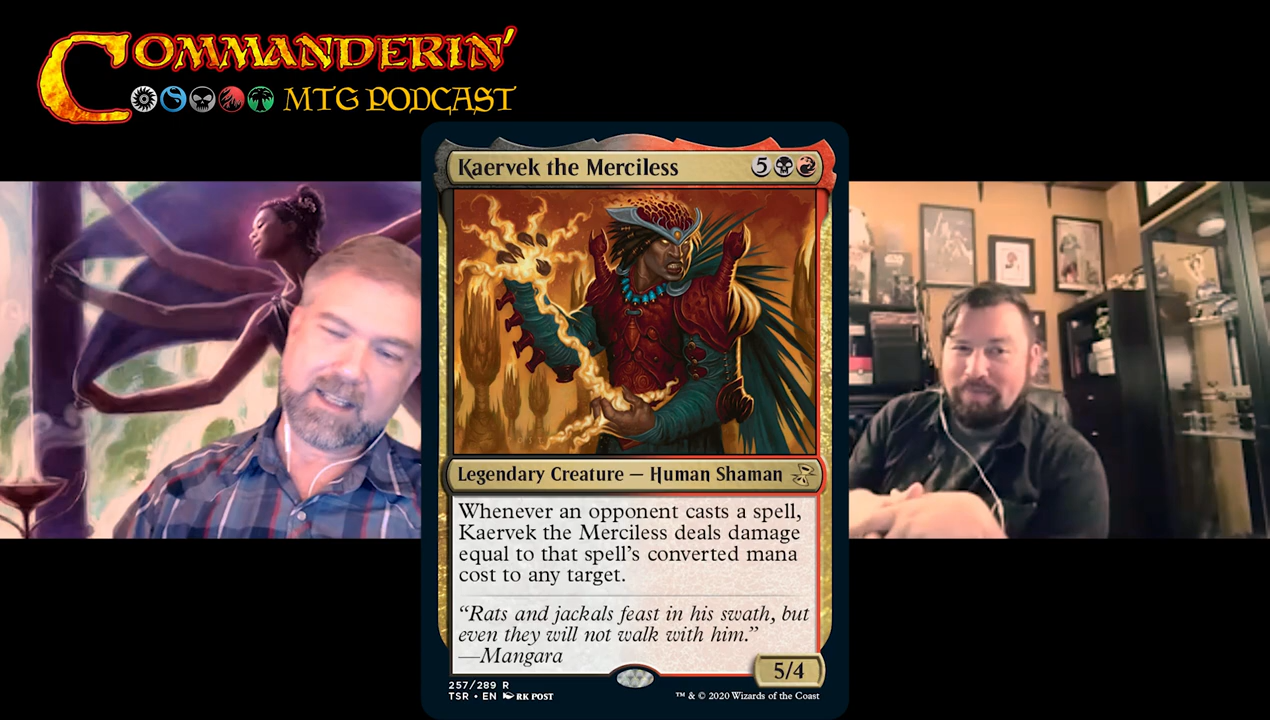 COMMANDERIN'
MTG PODCAST
Kaervek the Merciless
5
Legendary Creature — Human Shaman
Whenever an opponent casts a spell,
Kaervek the Merciless deals damage
equal to that spell's converted mana
cost to any target.
“Rats and jackals feast in his swath, but
even they will not walk with him.”
—Mangara
5/4
257/289 R
TSR • EN RK POST
™ & © 2020 Wizards of the Coast